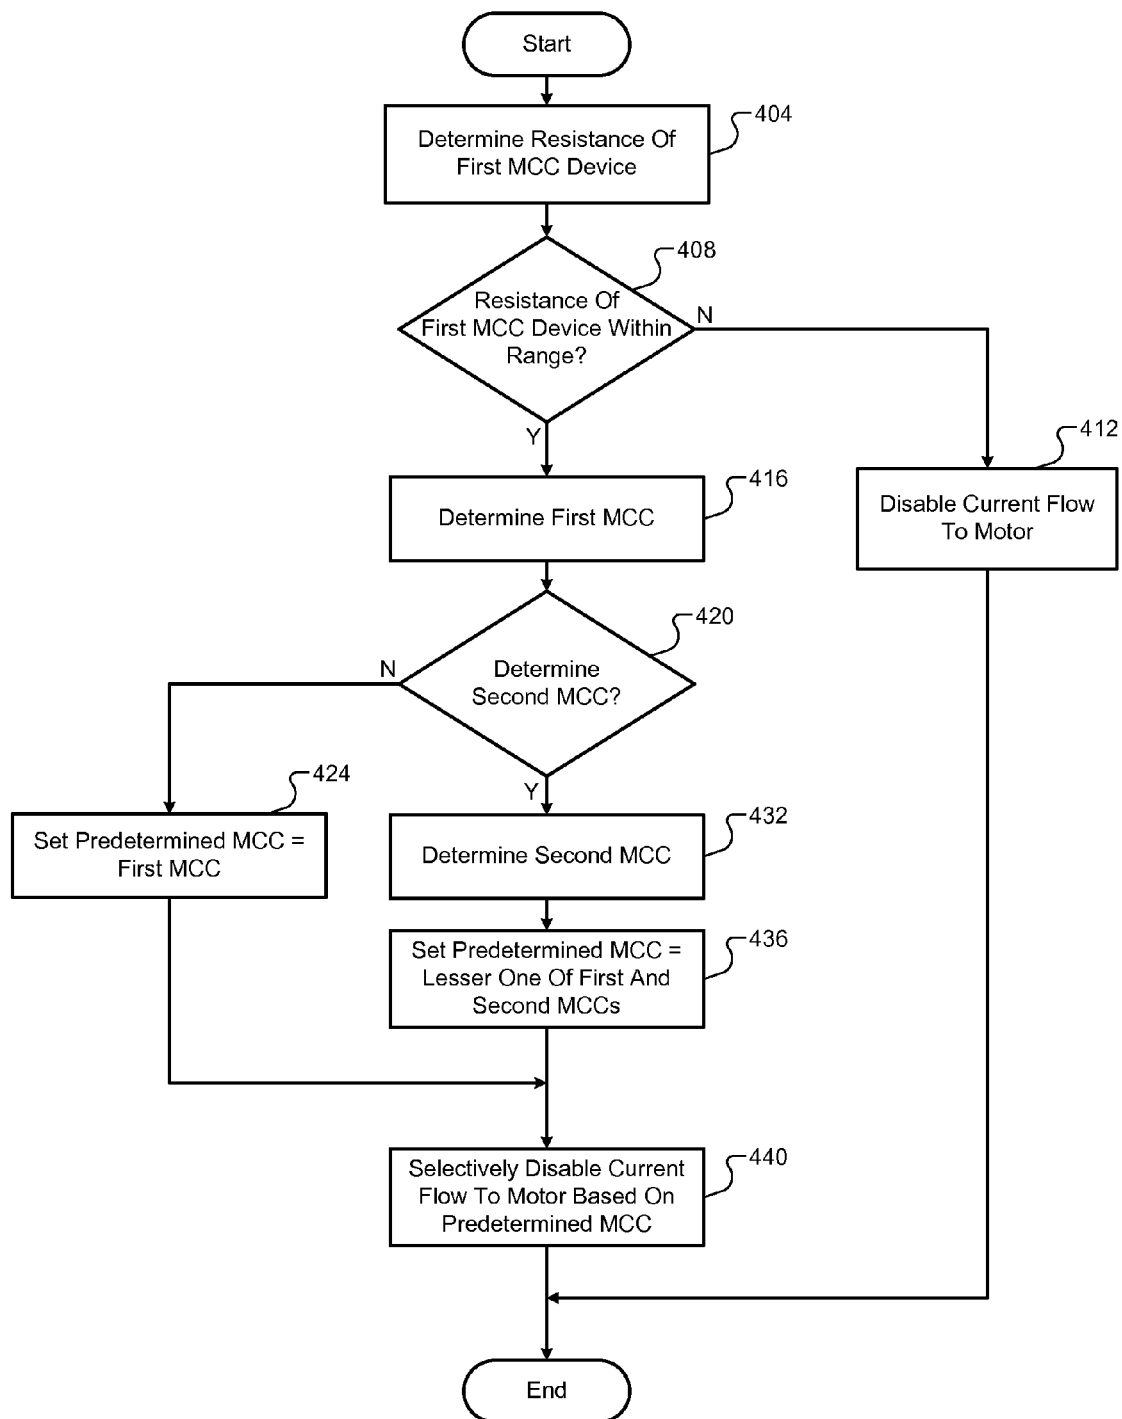 Start
Determine Resistance Of
First MCC Device
404
408
Resistance Of
First MCC Device Within
Range?
N
Y
412
Disable Current Flow
To Motor
416
Determine First MCC
420
Determine
Second MCC?
N
Y
424
Set Predetermined MCC =
First MCC
432
Determine Second MCC
436
Set Predetermined MCC =
Lesser One Of First And
Second MCCs
440
Selectively Disable Current
Flow To Motor Based On
Predetermined MCC
End